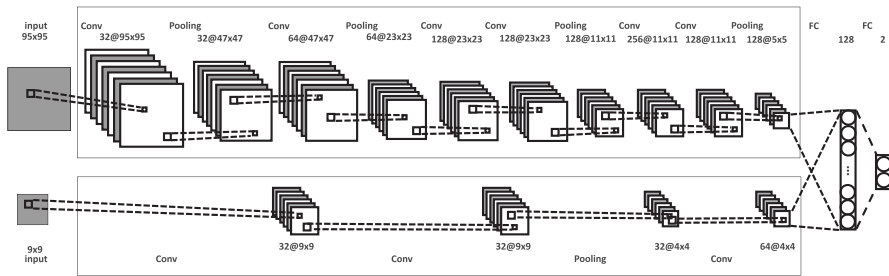 input Conv Pooling Conv Pooling Conv Conv Pooling Conv Conv Pooling FC FC
95x95 32@95x95 32@47x47 64@47x47 64@23x23 128@23x23 128@23x23 128@11x11 256@11x11 128@11x11 128@5x5 128 2
...
9x9 32@9x9 32@9x9 32@4x4 64@4x4
input Conv Conv Pooling Conv